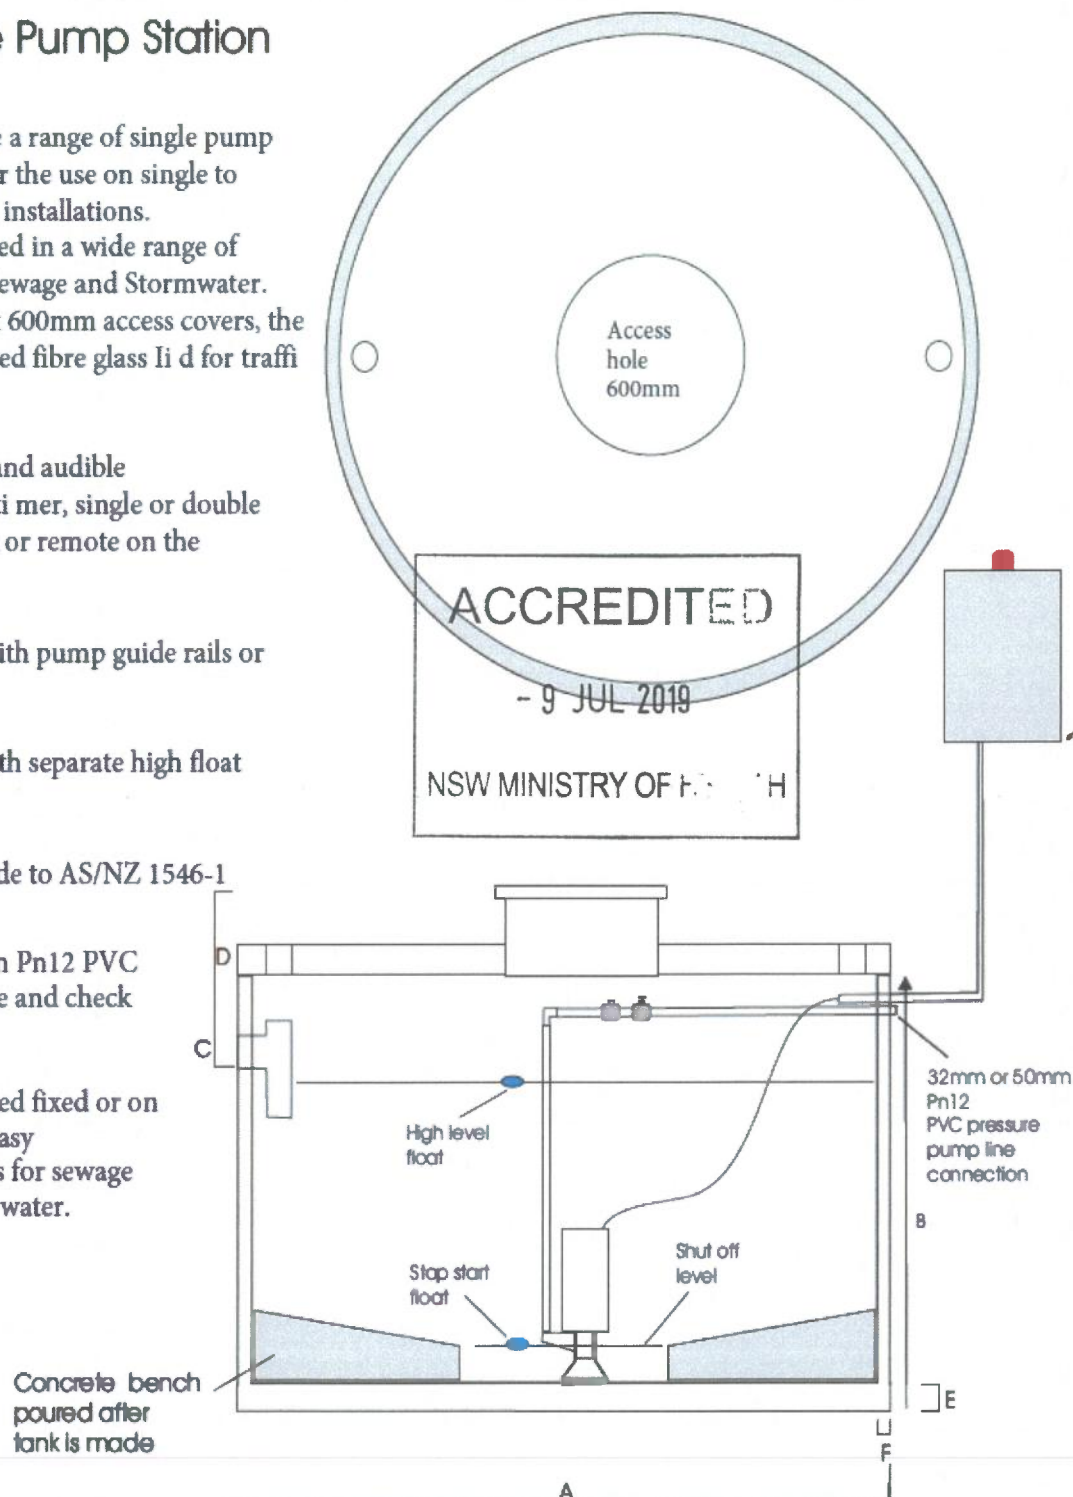 e Pump Station
e a range of single pump
r the use on single to
installations.
ed in a wide range of
ewage and Stormwater.
600mm access covers, the
ed fibre glass Ii d for traffi
and audible
ti mer, single or double
or remote on the
ith pump guide rails or
th separate high float
de to AS/NZ 1546-1
n Pn12 PVC
e and check
ed fixed or on
asy
s for sewage
water.
Access
hole
600mm
ACCREDITED
- 9 JUL 2019
NSW MINISTRY OF
D
C
High level
float
32mm or 50mm
Pn12
PVC pressure
pump line
connection
B
Stop start
float
Shut off
level
Concrete bench
poured after
tank is made
E
F
A